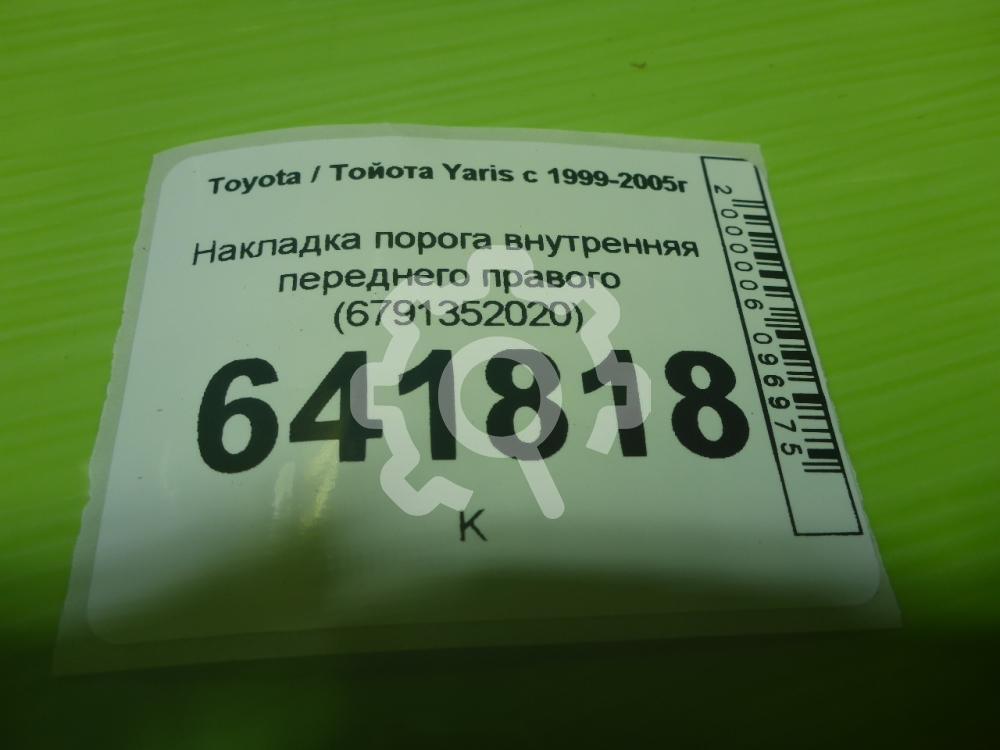 Toyota / Тойота Yaris с 1999-2005г
Накладка порога внутренняя
переднего правого
(6791352020)
641818
К
2000006096975